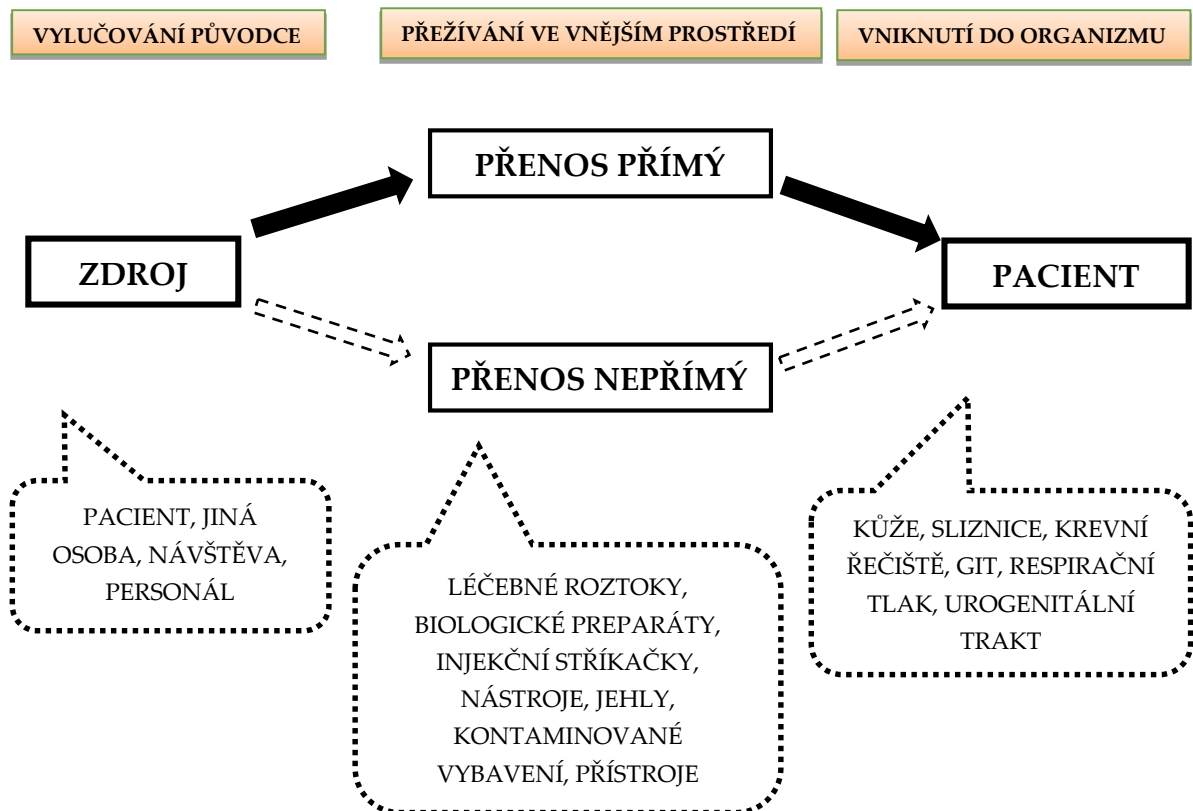 VYLUČOVÁNÍ PŮVODCE
PŘEŽÍVÁNÍ VE VNĚJŠÍM PROSTŘEDÍ
VNIKNUTÍ DO ORGANIZMU
PŘENOS PŘÍMÝ
ZDROJ
PACIENT
PŘENOS NEPŘÍMÝ
PACIENT, JINÁ
OSOBA, NÁVŠTĚVA,
PERSONÁL
LÉČEBNÉ ROZTOKY,
BIOLOGICKÉ PREPARÁTY,
INJEKČNÍ STŘÍKAČKY,
NÁSTROJE, JEHLY,
KONTAMINOVANÉ
VYBAVENÍ, PŘÍSTROJE
KŮŽE, SLIZNICE, KREVNÍ
ŘEČIŠTĚ, GIT, RESPIRAČNÍ
TLAK, UROGENITÁLNÍ
TRAKT